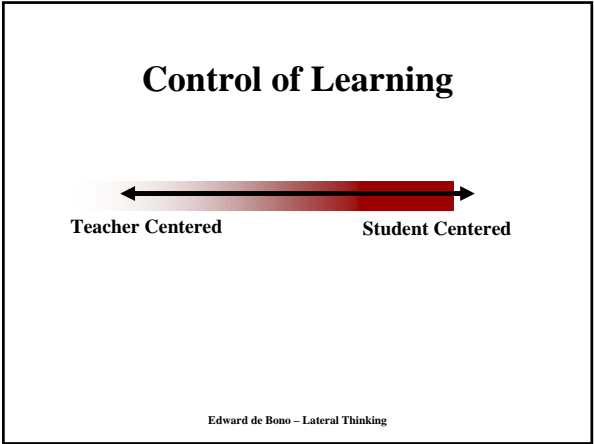 Control of Learning
Teacher Centered
Student Centered
Edward de Bono – Lateral Thinking